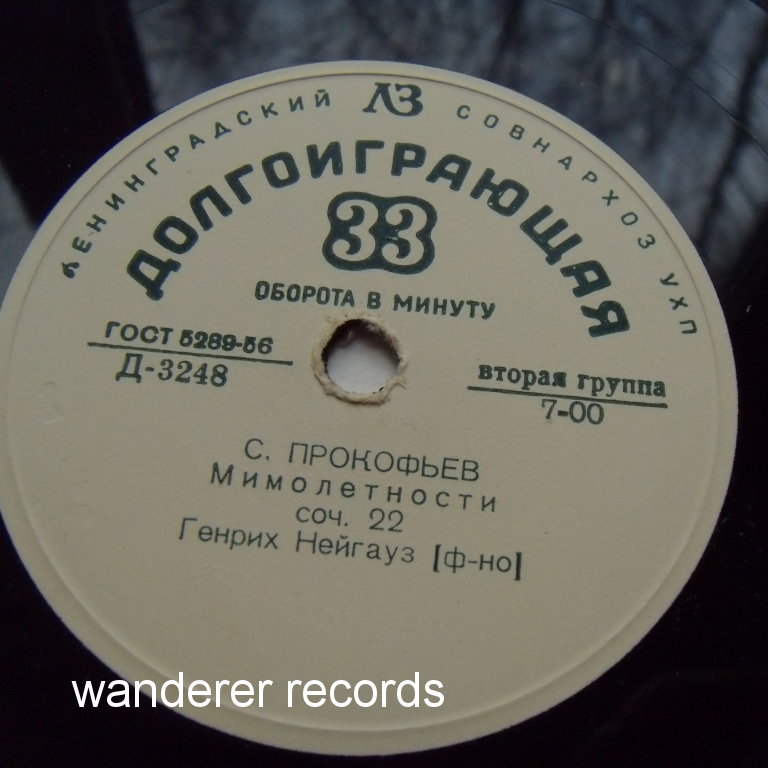 ЛЕНИНГРАДСКИЙ ЛЗ СОВНАРХОЗ УХП
ДОЛГОИГРАЮЩАЯ
33
ОБОРОТА В МИНУТУ
ГОСТ 5289-56
Д-3248
вторая группа
7-00
С. ПРОКОФЬЕВ
Мимолетности
соч. 22
Генрих Нейгауз [ф-но]
wanderer records